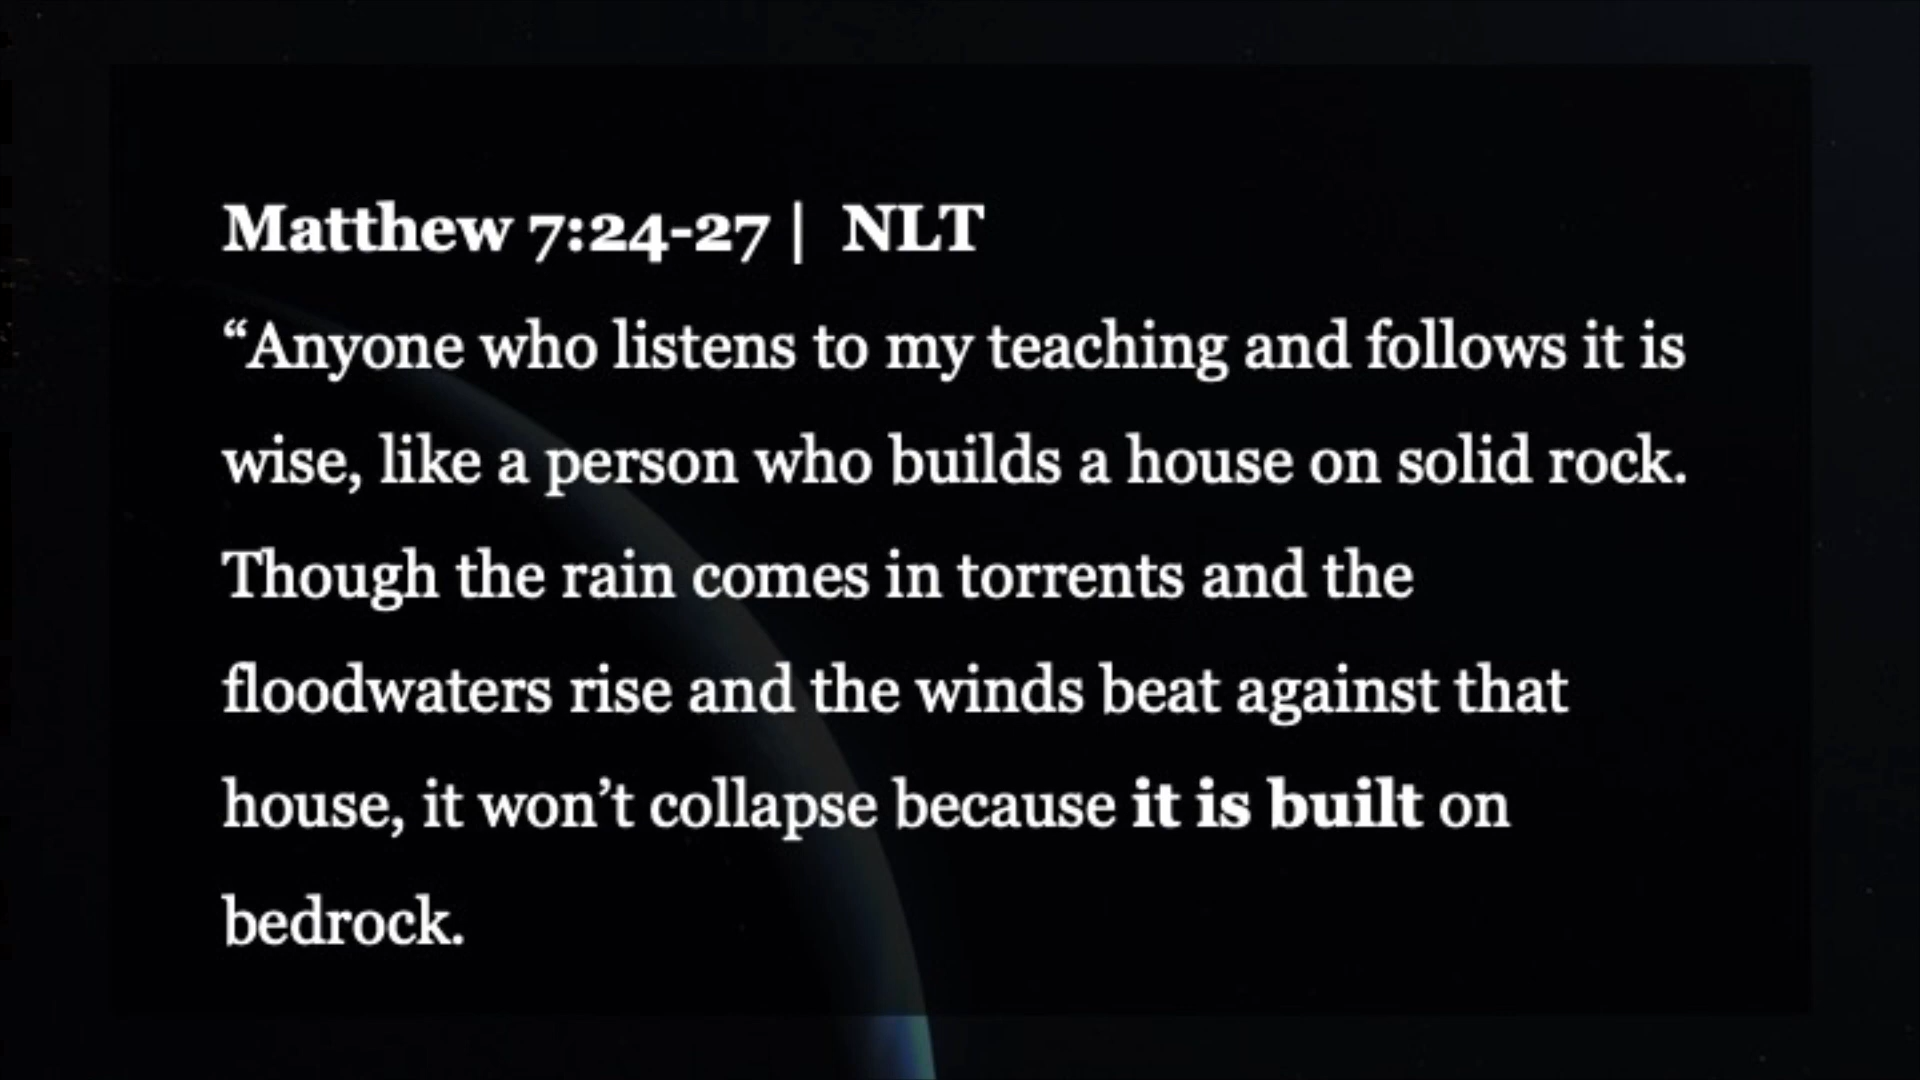 Matthew 7:24-27 |  NLT
“Anyone who listens to my teaching and follows it is
wise, like a person who builds a house on solid rock.
Though the rain comes in torrents and the
floodwaters rise and the winds beat against that
house, it won’t collapse because it is built on
bedrock.